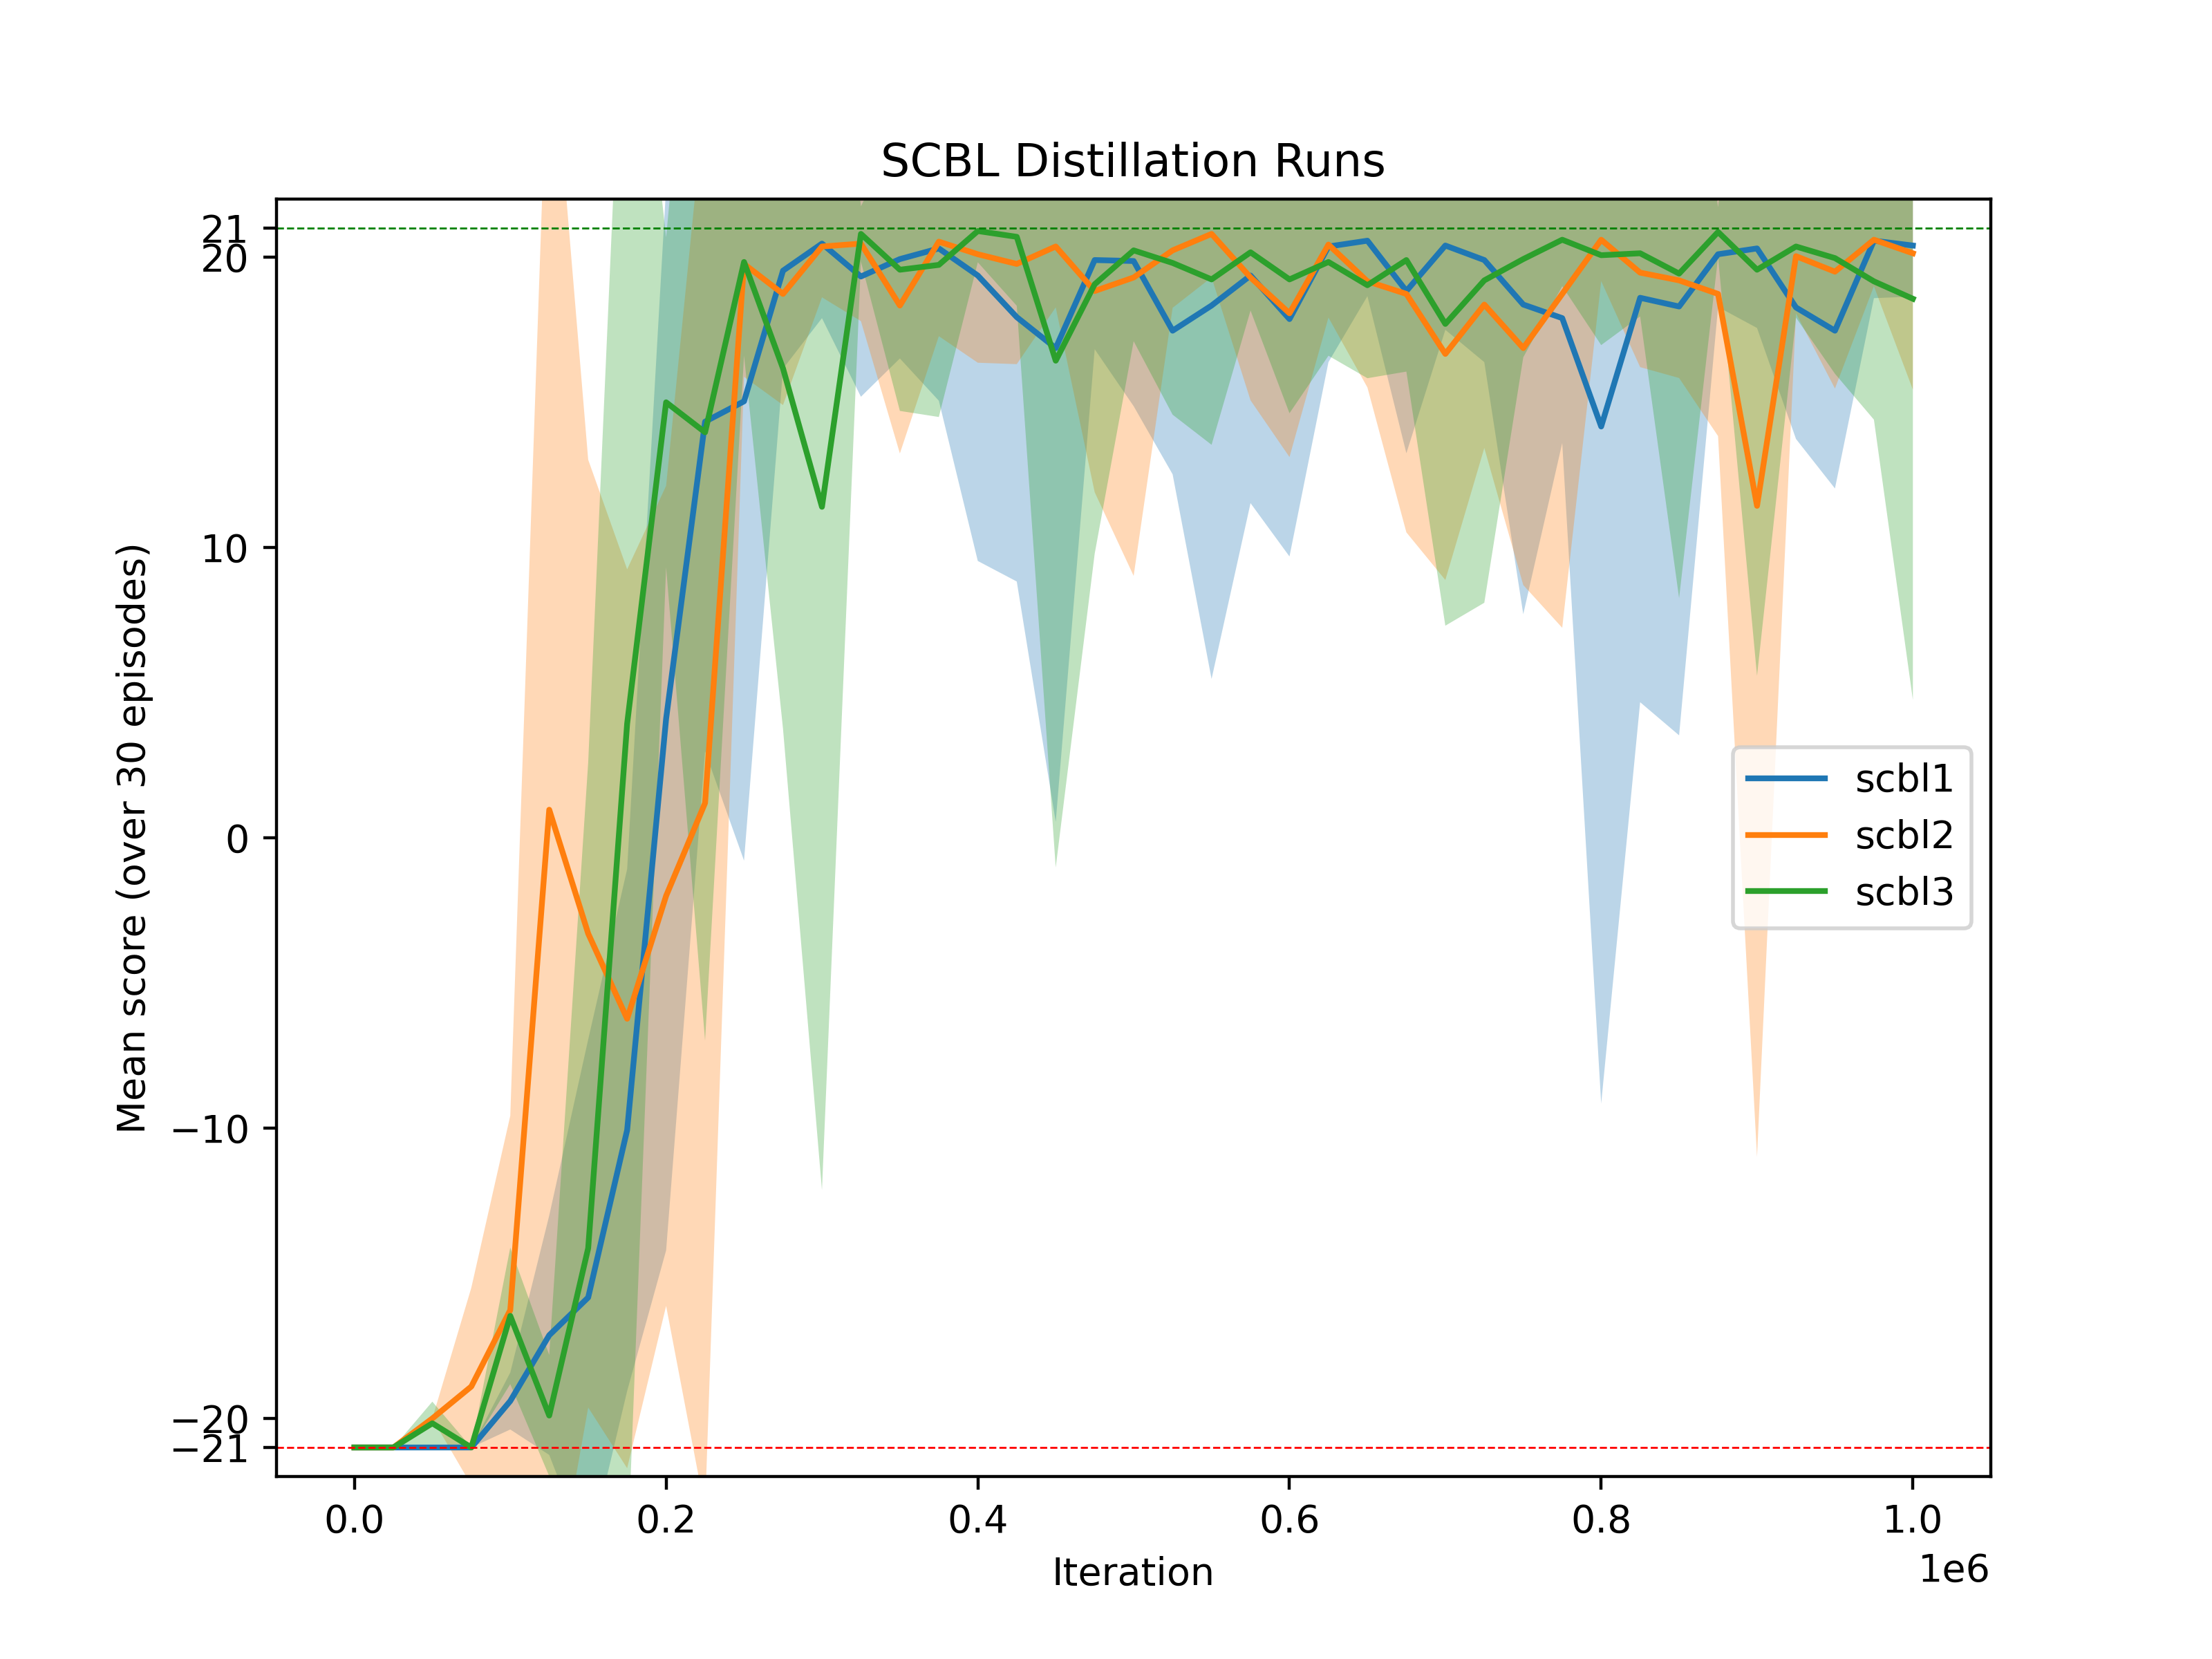 SCBL Distillation Runs
21
20
10
0
−10
−20
−21
Mean score (over 30 episodes)
scbl1
scbl2
scbl3
0.0 0.2 0.4 0.6 0.8 1.0
Iteration
1e6